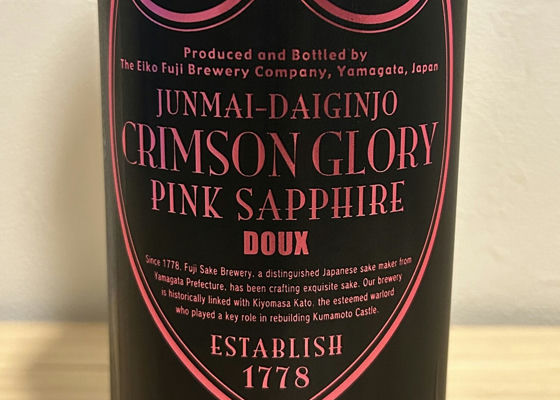 Produced and Bottled by
The Eiko Fuji Brewery Company, Yamagata, Japan
JUNMAI-DAIGINJO
CRIMSON GLORY
PINK SAPPHIRE
DOUX
Since 1778, Fuji Sake Brewery, a distinguished Japanese sake maker from
Yamagata Prefecture, has been crafting exquisite sake. Our brewery
is historically linked with Kiyomasa Kato, the esteemed warlord
who played a key role in rebuilding Kumamoto Castle.
ESTABLISH
1778